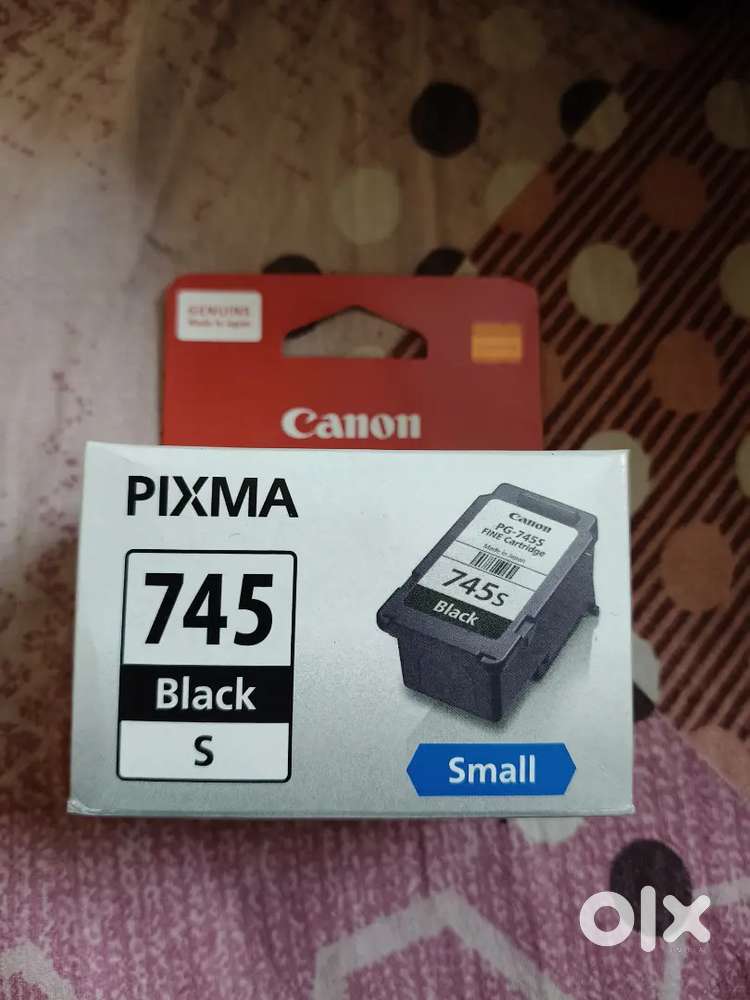 GENUINE
Made in Japan
Canon
PIXMA
745
Black
S
Canon
PG-745S
FINE Cartridge
Made in Japan
745s
Black
Small
olx